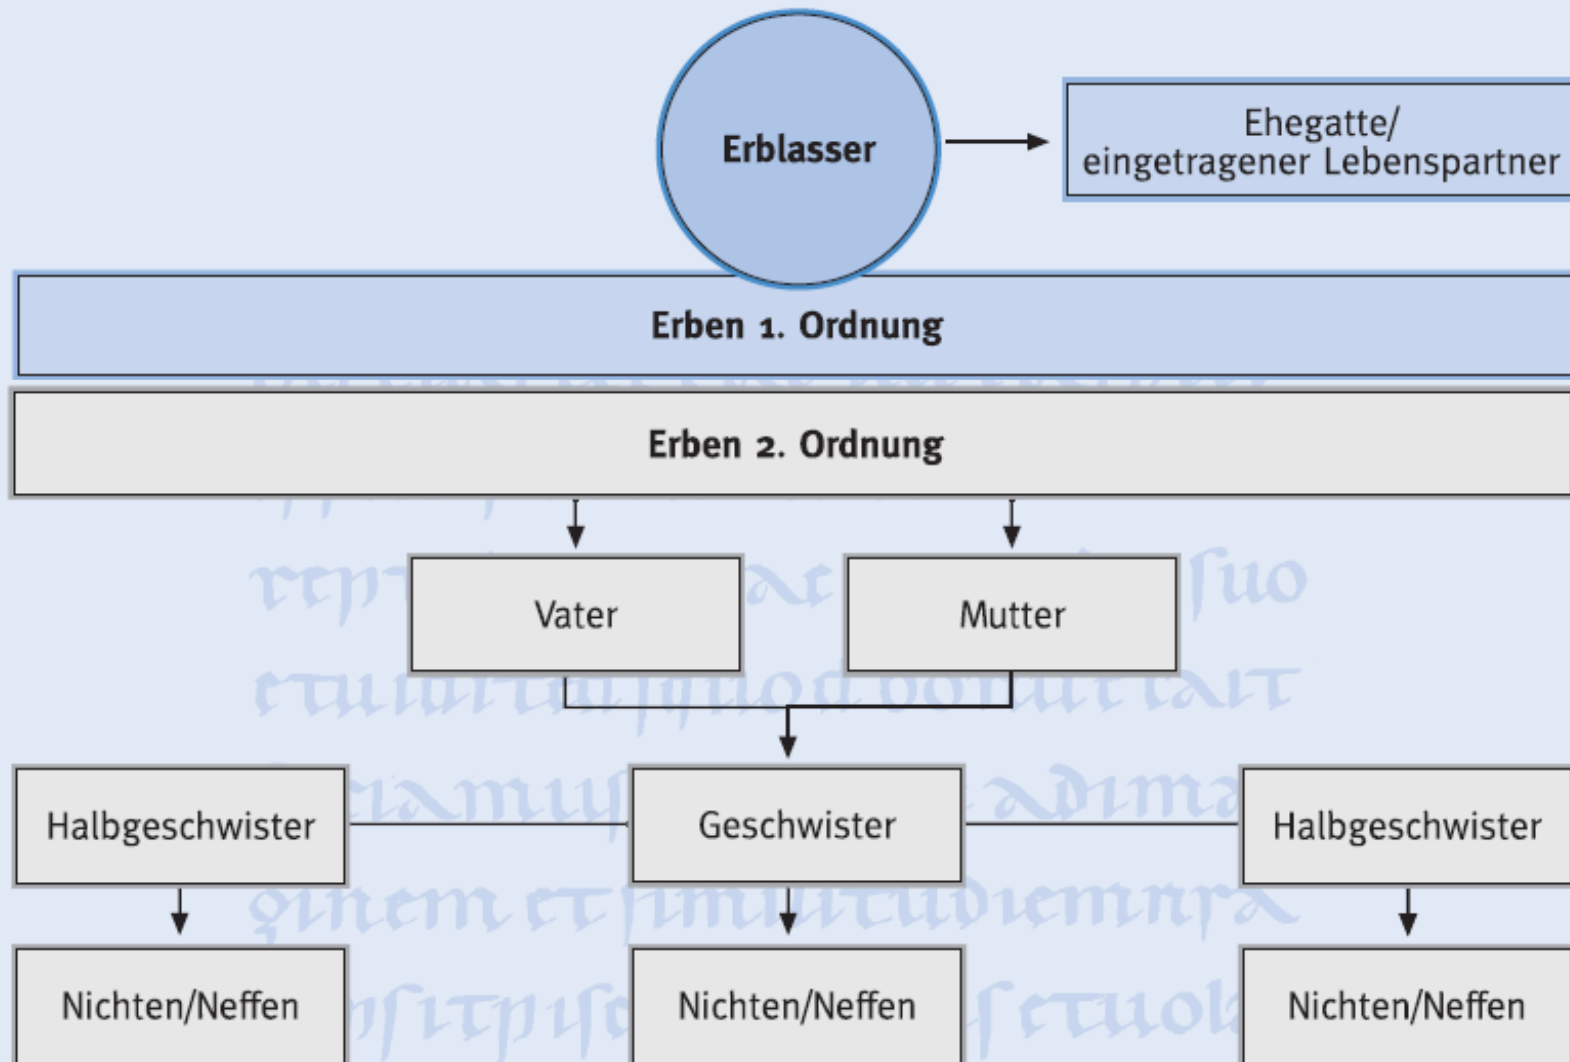 Erblasser
Ehegatte/
eingetragener Lebenspartner
Erben 1. Ordnung
Erben 2. Ordnung
Vater
Mutter
Halbgeschwister
Geschwister
Halbgeschwister
Nichten/Neffen
Nichten/Neffen
Nichten/Neffen